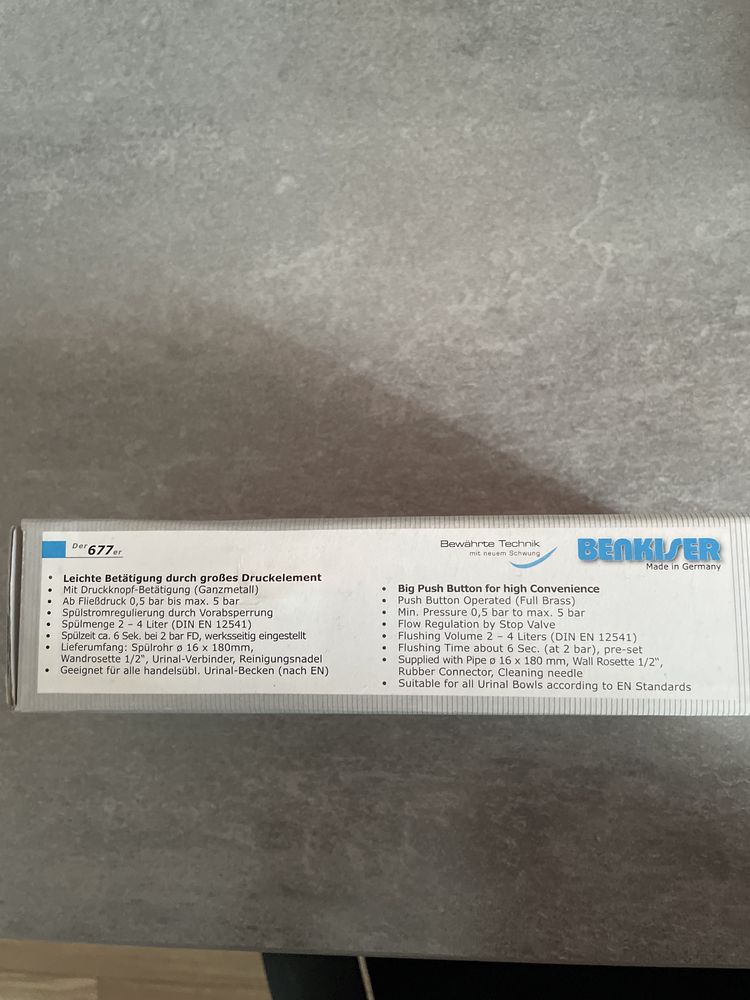 Der 677er
Bewährte Technik
mit neuem Schwung
BENKISER
Made in Germany
• Leichte Betätigung durch großes Druckelement
• Mit Druckknopf-Betätigung (Ganzmetall)
• Ab Fließdruck 0,5 bar bis max. 5 bar
• Spülstromregulierung durch Vorabsperrung
• Spülmenge 2 – 4 Liter (DIN EN 12541)
• Spülzeit ca. 6 Sek. bei 2 bar FD, werksseitig eingestellt
• Lieferumfang: Spülrohr ø 16 x 180mm,
Wandrosette 1/2“, Urinal-Verbinder, Reinigungsnadel
• Geeignet für alle handelsübl. Urinal-Becken (nach EN)
• Big Push Button for high Convenience
• Push Button Operated (Full Brass)
• Min. Pressure 0,5 bar to max. 5 bar
• Flow Regulation by Stop Valve
• Flushing Volume 2 – 4 Liters (DIN EN 12541)
• Flushing Time about 6 Sec. (at 2 bar), pre-set
• Supplied with Pipe ø 16 x 180 mm, Wall Rosette 1/2“,
Rubber Connector, Cleaning needle
• Suitable for all Urinal Bowls according to EN Standards